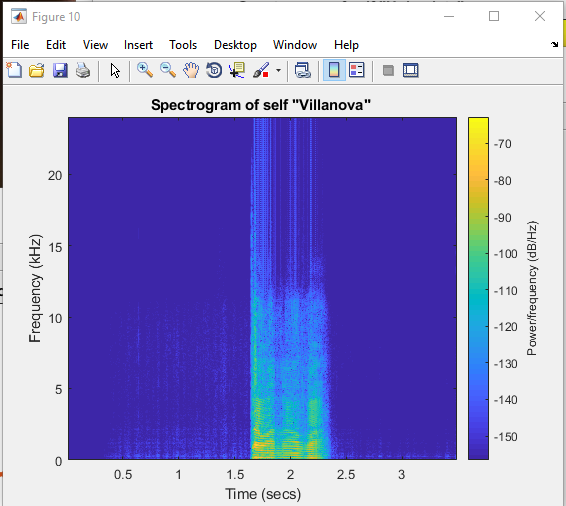 Figure 10
File Edit View Insert Tools Desktop Window Help
Spectrogram of self "Villanova"
Frequency (kHz)
20
15
10
5
0
0.5 1 1.5 2 2.5 3
Time (secs)
-70
-80
-90
-100
-110
-120
-130
-140
-150
Power/frequency (dB/Hz)